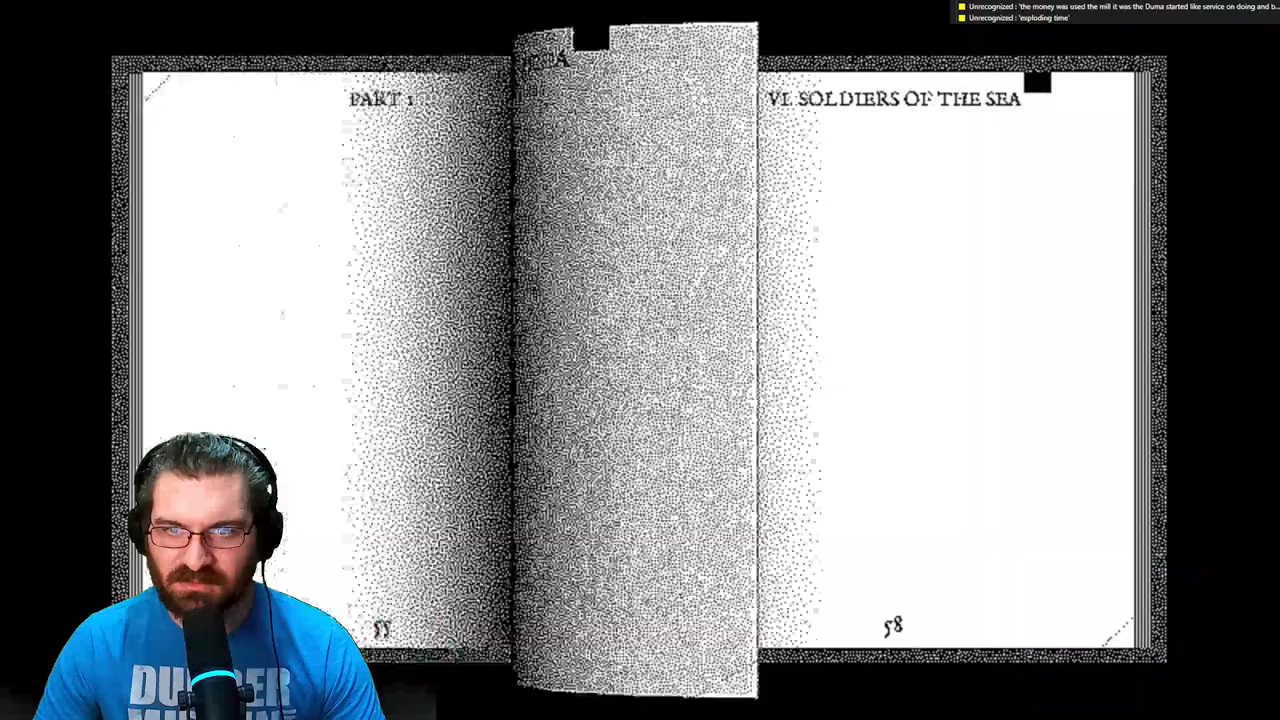 Unrecognized : 'the money was used the mill it was the Duma started like service on doing and b...
Unrecognized : 'exploding time'
PART 1
VI. SOLDIERS OF THE SEA
55
58